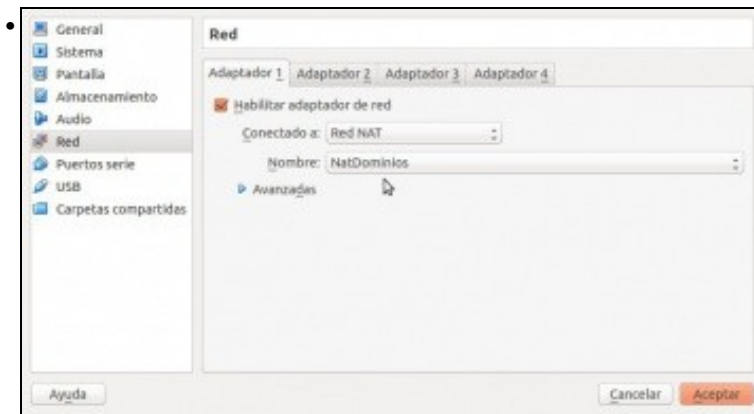 General
Sistema
Pantalla
Almacenamiento
Audio
Red
Puertos serie
USB
Carpetas compartidas
Red
Adaptador 1 Adaptador 2 Adaptador 3 Adaptador 4
Habilitar adaptador de red
Conectado a: Red NAT
Nombre: NatDominios
Avanzadas
Ayuda
Cancelar Aceptar